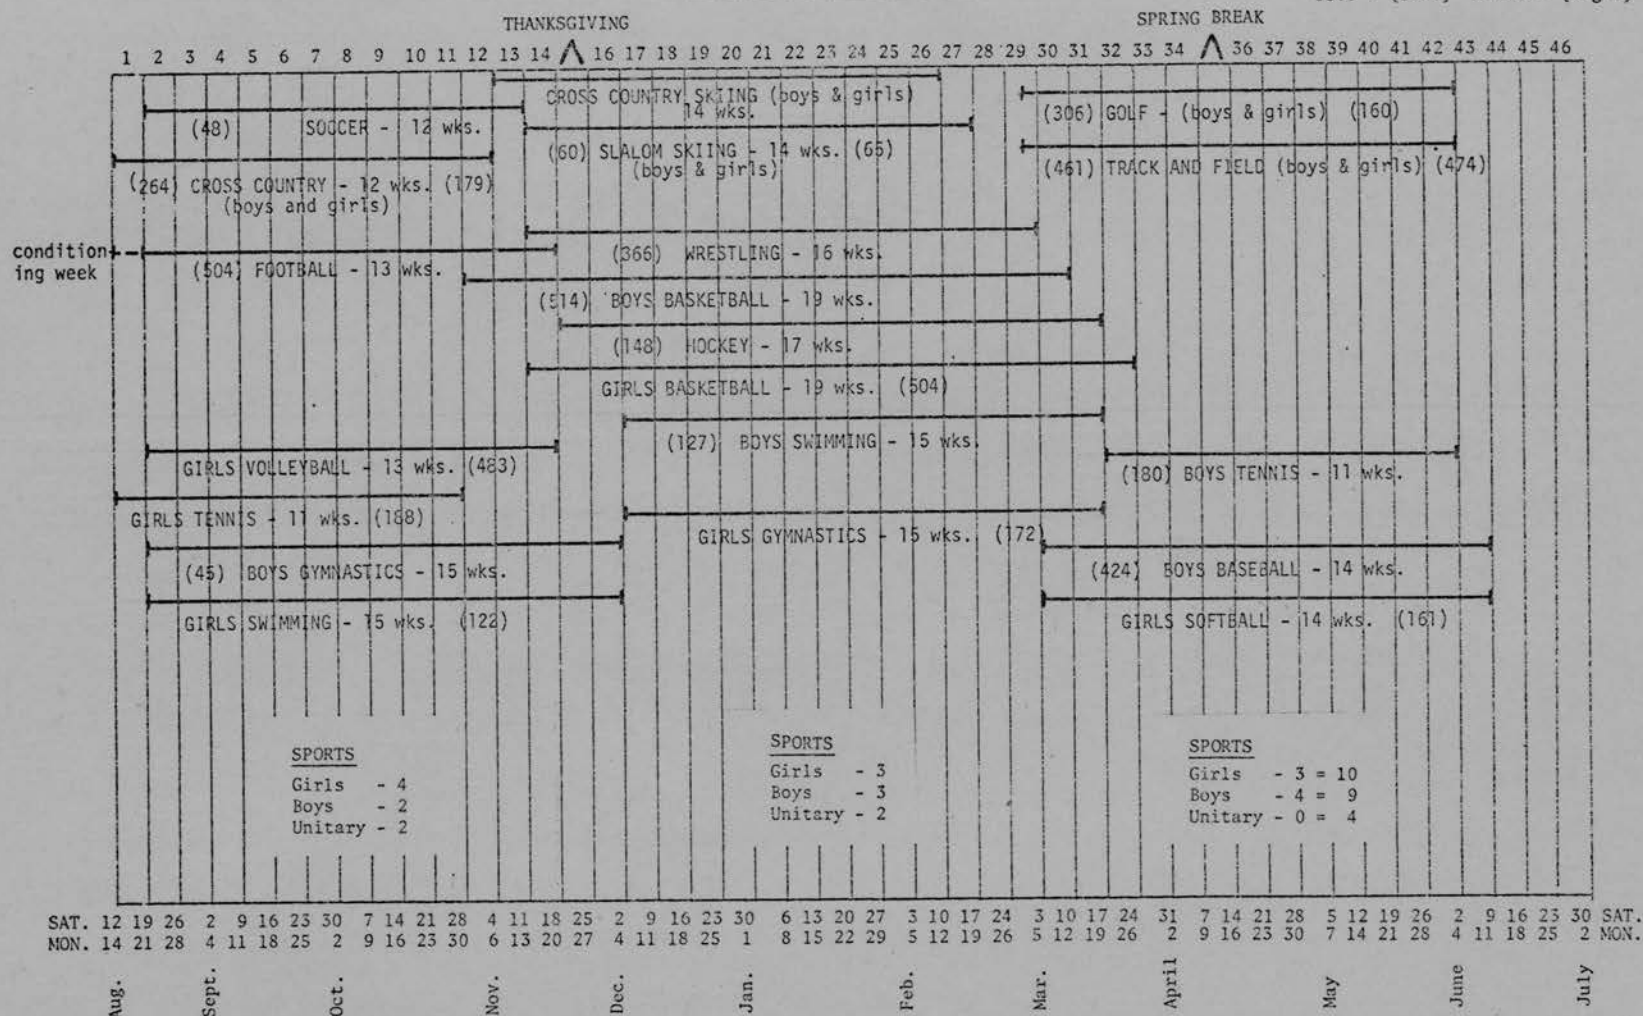 THANKSGIVING SPRING BREAK
1 2 3 4 5 6 7 8 9 10 11 12 13 14 16 17 18 19 20 21 22 23 24 25 26 27 28 29 30 31 32 33 34 36 37 38 39 40 41 42 43 44 45 46
CROSS COUNTRY SKIING (boys & girls)
14 wks.
(48) SOCCER - 12 wks.
(306) GOLF - (boys & girls) (160)
(60) SLALOM SKIING - 14 wks. (65)
(boys & girls)
(461) TRACK AND FIELD (boys & girls) (474)
(264) CROSS COUNTRY - 12 wks. (179)
(boys and girls)
condition-
ing week
(366) WRESTLING - 16 wks.
(504) FOOTBALL - 13 wks.
(514) BOYS BASKETBALL - 19 wks.
(148) HOCKEY - 17 wks.
GIRLS BASKETBALL - 19 wks. (504)
(127) BOYS SWIMMING - 15 wks.
GIRLS VOLLEYBALL - 13 wks. (483)
(180) BOYS TENNIS - 11 wks.
GIRLS TENNIS - 11 wks. (188)
GIRLS GYMNASTICS - 15 wks. (172)
(45) BOYS GYMNASTICS - 15 wks.
(424) BOYS BASEBALL - 14 wks.
GIRLS SWIMMING - 15 wks. (122)
GIRLS SOFTBALL - 14 wks. (161)
SPORTS
Girls - 4
Boys - 2
Unitary - 2
SPORTS
Girls - 3
Boys - 3
Unitary - 2
SPORTS
Girls - 3 = 10
Boys - 4 = 9
Unitary - 0 = 4
SAT. 12 19 26 2 9 16 23 30 7 14 21 28 4 11 18 25 2 9 16 23 30 6 13 20 27 3 10 17 24 3 10 17 24 31 7 14 21 28 5 12 19 26 2 9 16 23 30 SAT.
MON. 14 21 28 4 11 18 25 2 9 16 23 30 6 13 20 27 4 11 18 25 1 8 15 22 29 5 12 19 26 5 12 19 26 2 9 16 23 30 7 14 21 28 4 11 18 25 2 MON.
Aug. Sept. Oct. Nov. Dec. Jan. Feb. Mar. April May June July